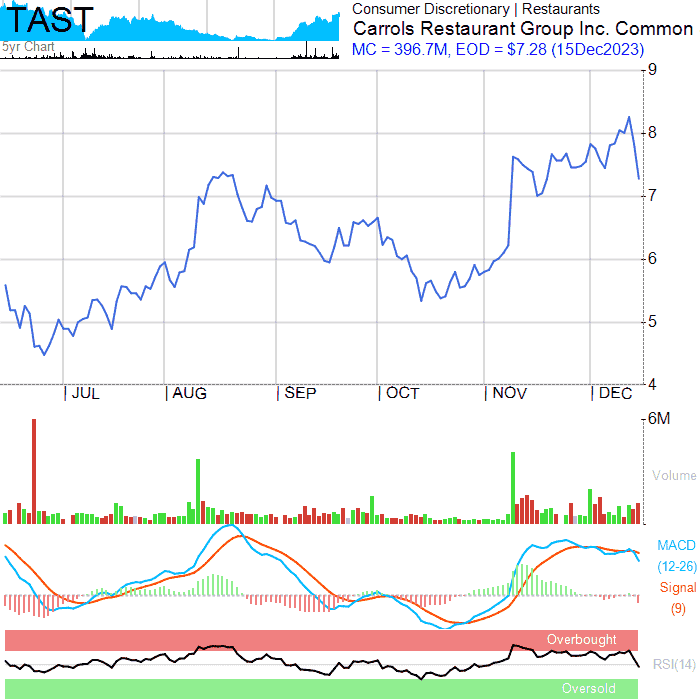 TAST
5yr Chart
Consumer Discretionary | Restaurants
Carrols Restaurant Group Inc. Common
MC = 396.7M, EOD = $7.28 (15Dec2023)
9
8
7
6
5
4
| JUL | AUG | SEP | OCT | NOV | DEC
6M
Volume
MACD
(12-26)
Signal
(9)
Overbought
RSI(14)
Oversold